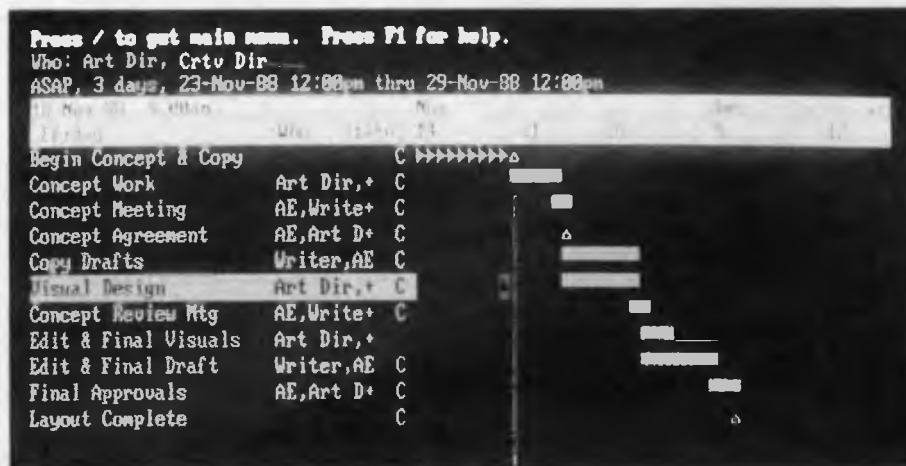 Press / to get main menu.  Press F1 for help.
Who: Art Dir, Crtv Dir
ASAP, 3 days, 23-Nov-88 12:00pm thru 29-Nov-88 12:00pm
Nov
Begin Concept & Copy C
Concept Work Art Dir,+ C
Concept Meeting AE,Write+ C
Concept Agreement AE,Art D+ C
Copy Drafts Writer,AE C
Visual Design Art Dir,+ C
Concept Review Mtg AE,Write+ C
Edit & Final Visuals Art Dir,+
Edit & Final Draft Writer,AE C
Final Approvals AE,Art D+ C
Layout Complete C